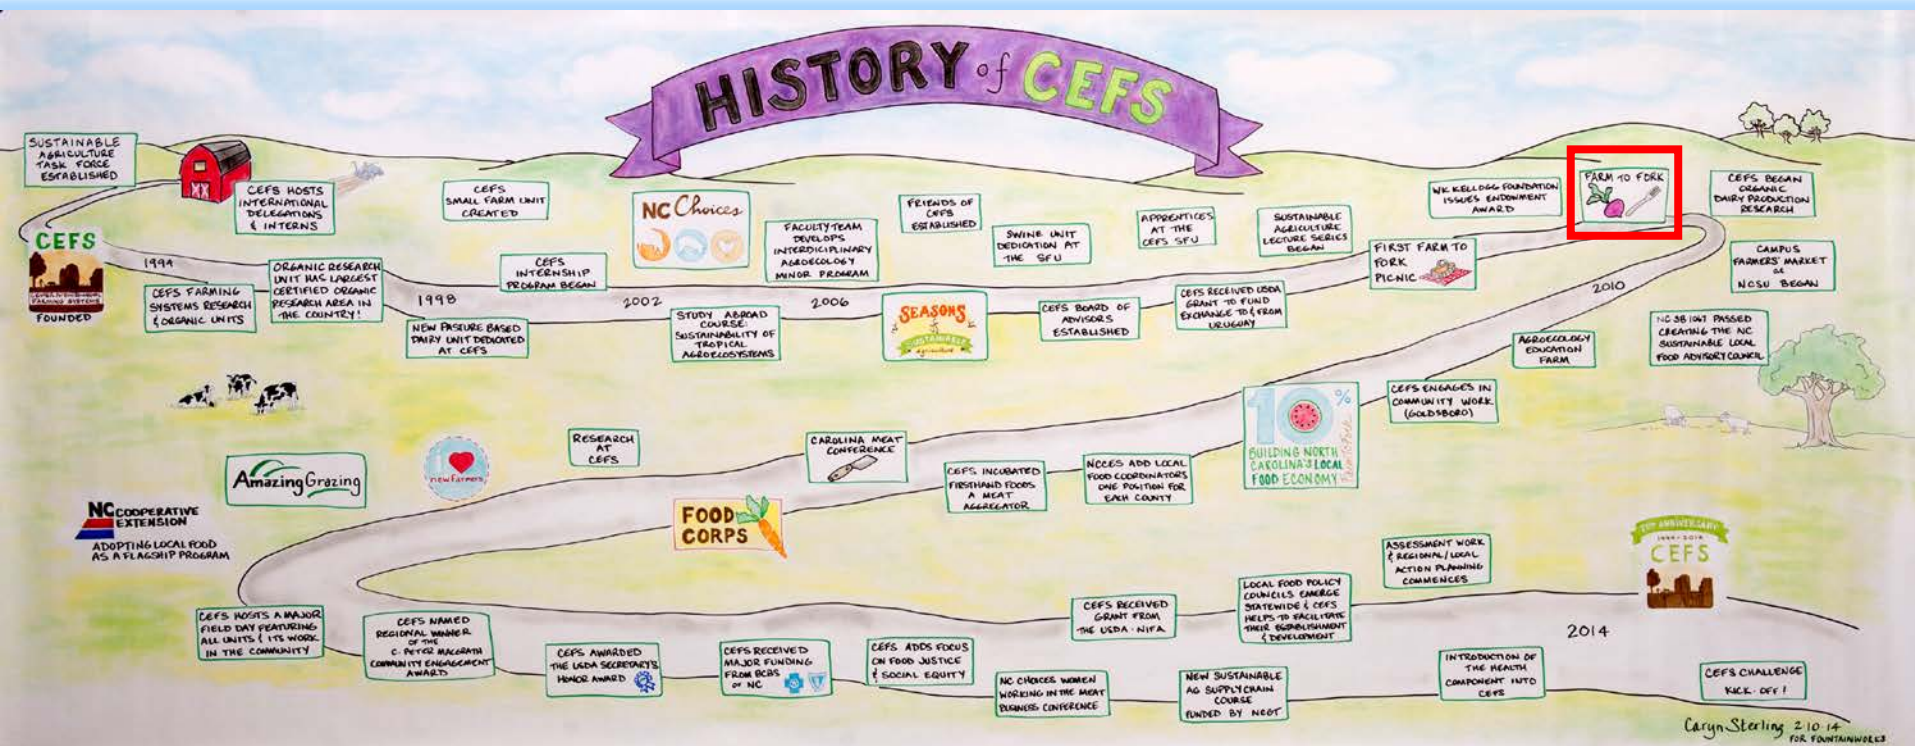 HISTORY of CEFS
SUSTAINABLE
AGRICULTURE
TASK FORCE
ESTABLISHED
CEFS
FOUNDED
1994
CEFS HOSTS
INTERNATIONAL
DELEGATIONS
& INTERNS
CEFS FARMING
SYSTEMS RESEARCH
& ORGANIC UNITS
ORGANIC RESEARCH
UNIT HAS LARGEST
CERTIFIED ORGANIC
RESEARCH AREA IN
THE COUNTRY!
1998
NEW PASTURE BASED
DAIRY UNIT DEDICATED
AT CEFS
CEFS
SMALL FARM UNIT
CREATED
CEFS
INTERNSHIP
PROGRAM BEGAN
NC Choices
2002
STUDY ABROAD
COURSE:
SUSTAINABILITY OF
TROPICAL
AGROECOSYSTEMS
FACULTY TEAM
DEVELOPS
INTERDICIPLINARY
AGROECOLOGY
MINOR PROGRAM
2006
FRIENDS OF
CEFS
ESTABLISHED
SEASONS
of
SUSTAINABLE
Agriculture
SWINE UNIT
DEDICATION AT
THE SFU
CEFS BOARD OF
ADVISORS
ESTABLISHED
APPRENTICES
AT THE
CEFS SFU
CEFS RECEIVED USDA
GRANT TO FUND
EXCHANGE TO & FROM
URUGUAY
SUSTAINABLE
AGRICULTURE
LECTURE SERIES
BEGAN
FIRST FARM TO
FORK
PICNIC
WK KELLOGG FOUNDATION
ISSUES ENDOWMENT
AWARD
FARM TO FORK
CEFS BEGAN
ORGANIC
DAIRY PRODUCTION
RESEARCH
CAMPUS
FARMERS' MARKET
at
NCSU BEGAN
2010
NC SB 1067 PASSED
CREATING THE NC
SUSTAINABLE LOCAL
FOOD ADVISORY COUNCIL
AGROECOLOGY
EDUCATION
FARM
CEFS ENGAGES IN
COMMUNITY WORK
(GOLDSBORO)
10%
BUILDING NORTH
CAROLINA'S LOCAL
FOOD ECONOMY
NCCES ADD LOCAL
FOOD COORDINATORS
ONE POSITION FOR
EACH COUNTY
CEFS INCUBATED
FIRSTHAND FOODS
A MEAT
AGGREGATOR
CAROLINA MEAT
CONFERENCE
FOOD
CORPS
RESEARCH
AT
CEFS
new Farmers
AmazingGrazing
NC COOPERATIVE
EXTENSION
ADOPTING LOCAL FOOD
AS A FLAGSHIP PROGRAM
CEFS HOSTS A MAJOR
FIELD DAY FEATURING
ALL UNITS & ITS WORK
IN THE COMMUNITY
CEFS NAMED
REGIONAL WINNER
OF THE
C. PETER MAGRATH
COMMUNITY ENGAGEMENT
AWARD
CEFS AWARDED
THE USDA SECRETARY'S
HONOR AWARD
CEFS RECEIVED
MAJOR FUNDING
FROM BCBS
OF NC
CEFS ADDS FOCUS
ON FOOD JUSTICE
& SOCIAL EQUITY
NC CHOICES WOMEN
WORKING IN THE MEAT
BUSINESS CONFERENCE
CEFS RECEIVED
GRANT FROM
THE USDA-NIFA
NEW SUSTAINABLE
AG SUPPLY CHAIN
COURSE
FUNDED BY NCGT
LOCAL FOOD POLICY
COUNCILS EMERGE
STATEWIDE & CEFS
HELPS TO FACILITATE
THEIR ESTABLISHMENT
& DEVELOPMENT
ASSESSMENT WORK
& REGIONAL/LOCAL
ACTION PLANNING
COMMENCES
INTRODUCTION OF
THE HEALTH
COMPONENT INTO
CEFS
2014
20TH ANNIVERSARY
1994-2014
CEFS
CEFS CHALLENGE
KICK-OFF!
Caryn Sterling 2.10.14
FOR FOUNTAINWORKS